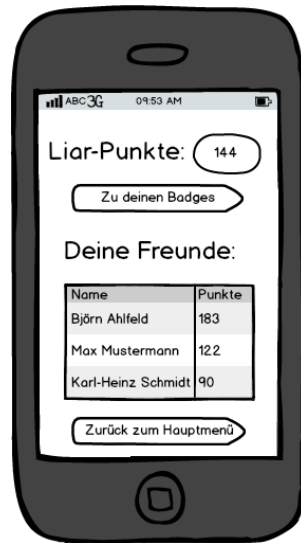 ABC 3G 09:53 AM
Liar-Punkte: 144
Zu deinen Badges
Deine Freunde:
Name Punkte
Björn Ahlfeld 183
Max Mustermann 122
Karl-Heinz Schmidt 90
Zurück zum Hauptmenü